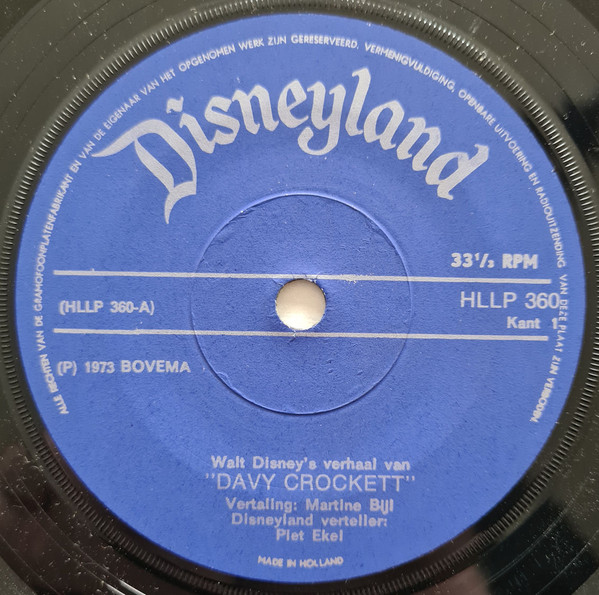 ALLE RECHTEN VAN DE GRAMOFOONPLATENFABRIKANT EN VAN DE EIGENAAR VAN HET OPGENOMEN WERK ZIJN GERESERVEERD. VERMENIGVULDIGING, OPENBARE UITVOERING EN RADIOUITZENDING VAN DEZE PLAAT ZIJN VERBODEN
Disneyland
33 1/3 RPM
(HLLP 360-A)
HLLP 360
Kant 1
(P) 1973 BOVEMA
Walt Disney's verhaal van
"DAVY CROCKETT"
Vertaling: Martine Bijl
Disneyland verteller:
Piet Ekel
MADE IN HOLLAND